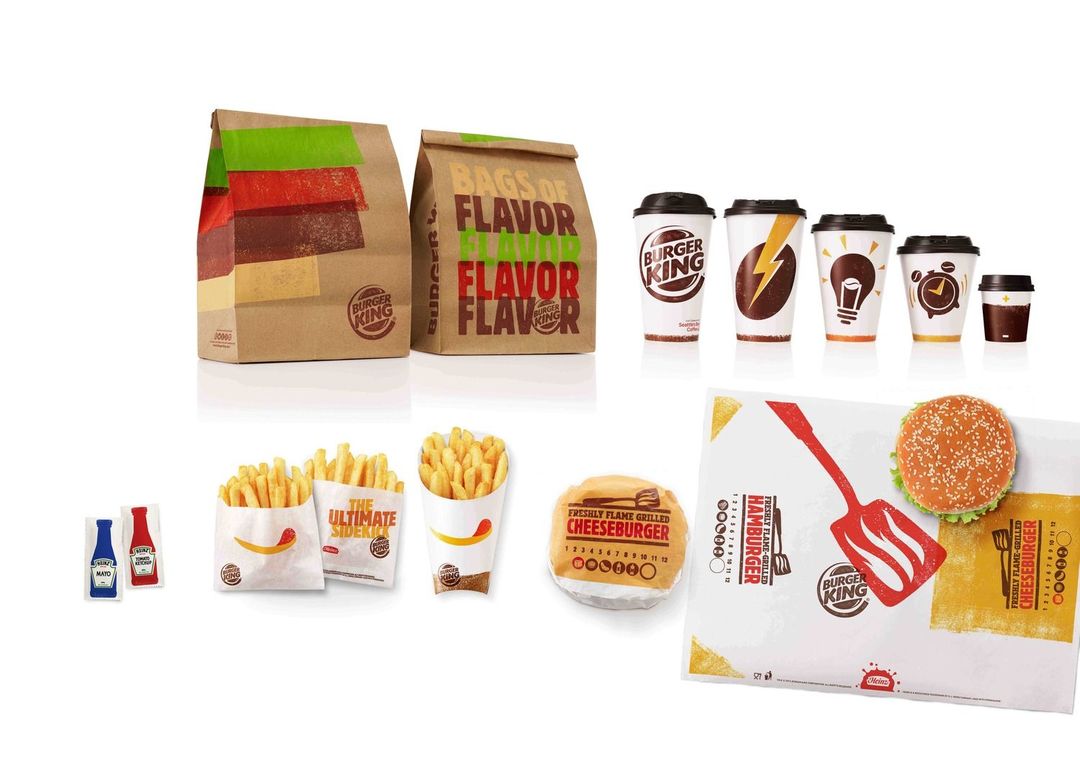 BAGS OF
FLAVOR
FLAVOR
FLAVOR
FLAVOR
BURGER
BURGER
KING
BURGER
KING
BURGER
KING
Seattle's Best
Coffee
HEINZ
MAYO
HEINZ
TOMATO
KETCHUP
BURGER
KING
THE
ULTIMATE
SIDEKICK
Heinz
BURGER
KING
BURGER
KING
FRESHLY FLAME GRILLED
CHEESEBURGER
1 2 3 4 5 6 7 8 9 10 11 12
FRESHLY FLAME-GRILLED
HAMBURGER
1 2 3 4 5 6 7 8 9 10 11 12
BURGER
KING
FRESHLY FLAME-GRILLED
CHEESEBURGER
1 2 3 4 5 6 7 8 9 10 11 12
Heinz